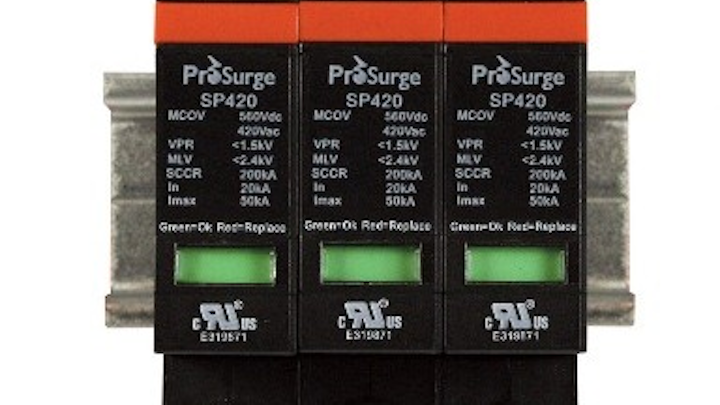 ProSurge
SP420
MCOV 560Vdc
420Vac
VPR <1.5kV
MLV <2.4kV
SCCR 200kA
In 20kA
Imax 50kA
Green=Ok Red=Replace
c RU ® US
E319871
ProSurge
SP420
MCOV 560Vdc
420Vac
VPR <1.5kV
MLV <2.4kV
SCCR 200kA
In 20kA
Imax 50kA
Green=Ok Red=Replace
c RU ® US
E319871
ProSurge
SP420
MCOV 560Vdc
420Vac
VPR <1.5kV
MLV <2.4kV
SCCR 200kA
In 20kA
Imax 50kA
Green=Ok Red=Replace
c RU ® US
E319871